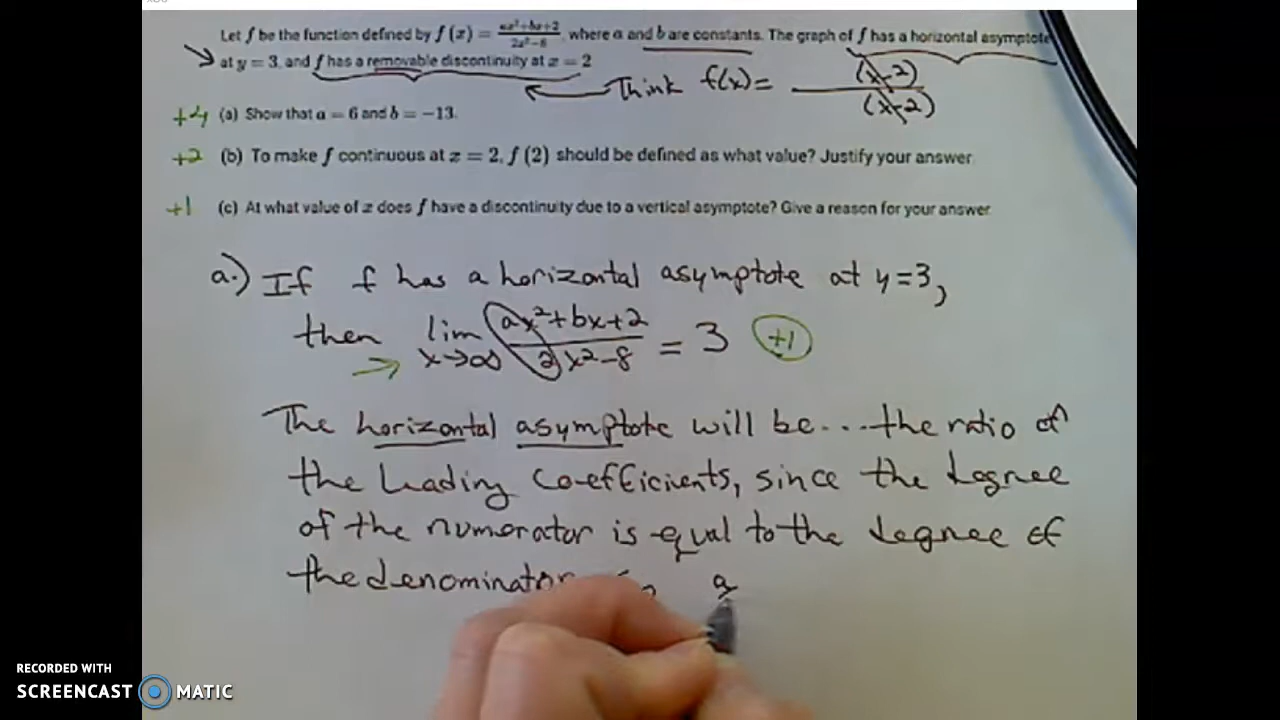 Let f be the function defined by f (x) = ax²+bx+2 / 2x²−8, where a and b are constants. The graph of f has a horizontal asymptote
at y = 3, and f has a removable discontinuity at x = 2
Think f(x) = (x-2) / (x-2)
+4 (a) Show that a = 6 and b = −13.
+2 (b) To make f continuous at x = 2, f (2) should be defined as what value? Justify your answer
+1 (c) At what value of x does f have a discontinuity due to a vertical asymptote? Give a reason for your answer
a.) If f has a horizontal asymptote at y=3,
then lim x→∞ ax²+bx+2 / 2x²-8 = 3 +1
The horizontal asymptote will be...the ratio of
the leading coefficients, since the degree
of the numerator is equal to the degree of
the denominator a
RECORDED WITH
SCREENCAST MATIC